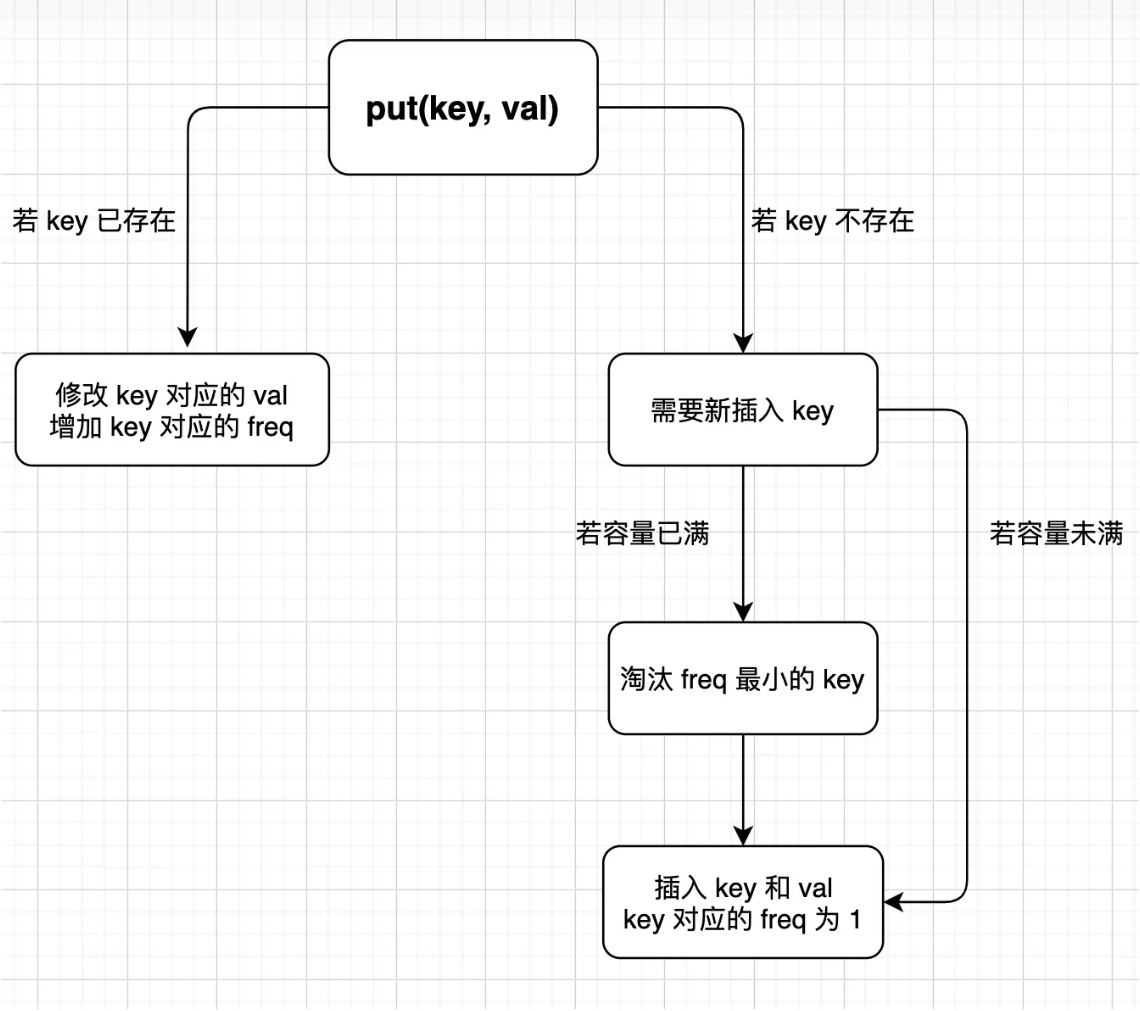 put(key, val)
若 key 已存在
若 key 不存在
修改 key 对应的 val
增加 key 对应的 freq
需要新插入 key
若容量已满
若容量未满
淘汰 freq 最小的 key
插入 key 和 val
key 对应的 freq 为 1